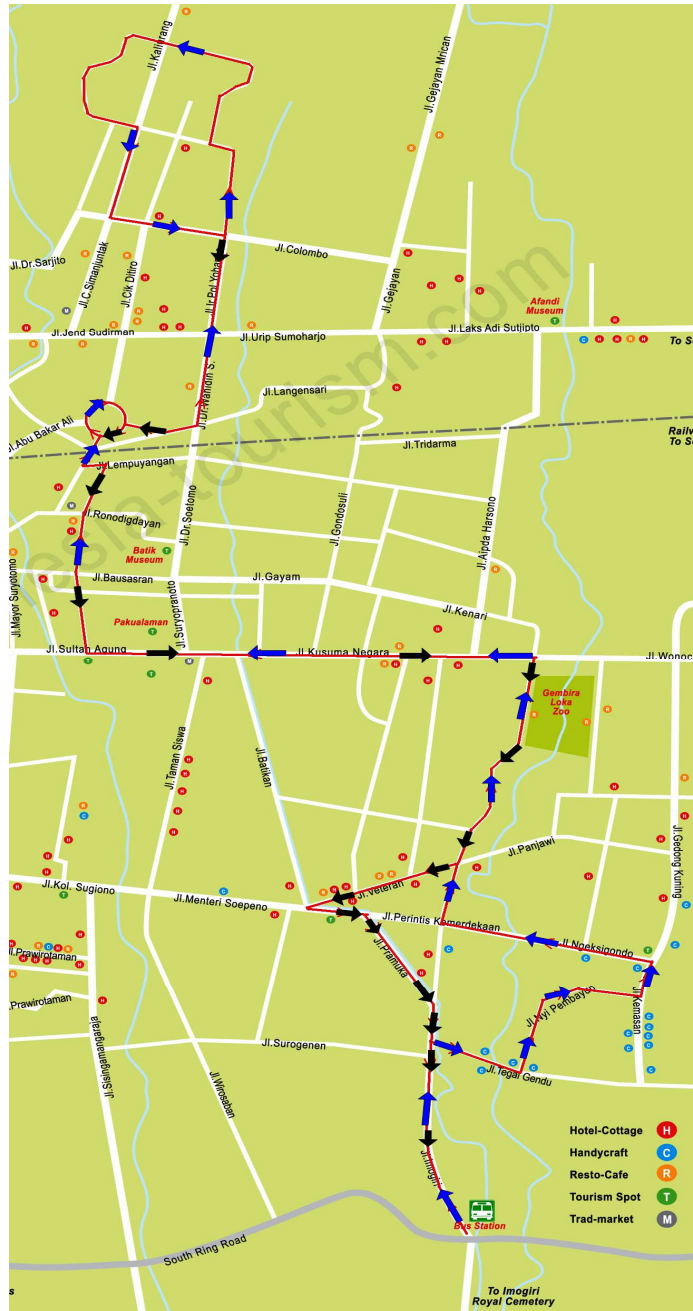 Jl.Kaliurang
Jl.Gejayan Mrican
R
R
R
H
R
H
H
Jl.Colombo
H
Jl.Dr.Sarjito
R
R
Jl.C.Simanjuntak
Jl.Cik Ditiro
H
H
H
Jl.Gejayan
M
R
R
T
H
H
H
R
Afandi
Museum
T
H
Jl.Jend Sudirman
Jl.Urip Sumoharjo
Jl.Laks Adi Sutjipto
C
H
H
R
H
To S
R
Jl.Dr.Wahidin S.
Jl.Langensari
H
Jl.Abu Bakar Ali
Jl.Tridarma
Railw
To S
Jl.Lempuyangan
H
M
R
H
Jl.Ronodigdayan
Jl.Dr.Soetomo
Jl.Gondosuli
Jl.Aipda Harsono
R
Batik
Museum
T
Jl.Mayor Suryotomo
Jl.Bausasran
Jl.Gayam
Jl.Kenari
H
H
Pakualaman
T
Jl.Suryopranoto
H
H
Jl.Sultan Agung
Jl.Kusuma Negara
Jl.Wonoc
T
T
M
H
R
R
H
H
H
Gembira
Loka
Zoo
R
R
R
Jl.Taman Siswa
Jl.Batikan
H
H
H
H
H
H
H
R
C
H
H
H
Jl.Panjawi
Jl.Gedong Kuning
H
H
H
Jl.Veteran
Jl.Kol. Sugiono
T
Jl.Menteri Soepeno
C
H
T
Jl.Perintis Kemerdekaan
Jl.Pramuka
C
Jl.Noeksigondo
T
C
C
Jl.Prawirotaman
R
C
R
H
H
H
.Prawirotaman
H
H
Jl.Nyi Pembayon
Jl.Kemasan
C
C
C
C
Jl.Sisingamangaraja
Jl.Surogenen
Jl.Wirosaban
Jl.Tegal Gendu
C
C
C
Jl.Imogiri
Hotel-Cottage H
Handycraft C
Resto-Cafe R
Tourism Spot T
Trad-market M
Bus Station
South Ring Road
s
To Imogiri
Royal Cemetery
nesia-tourism.com